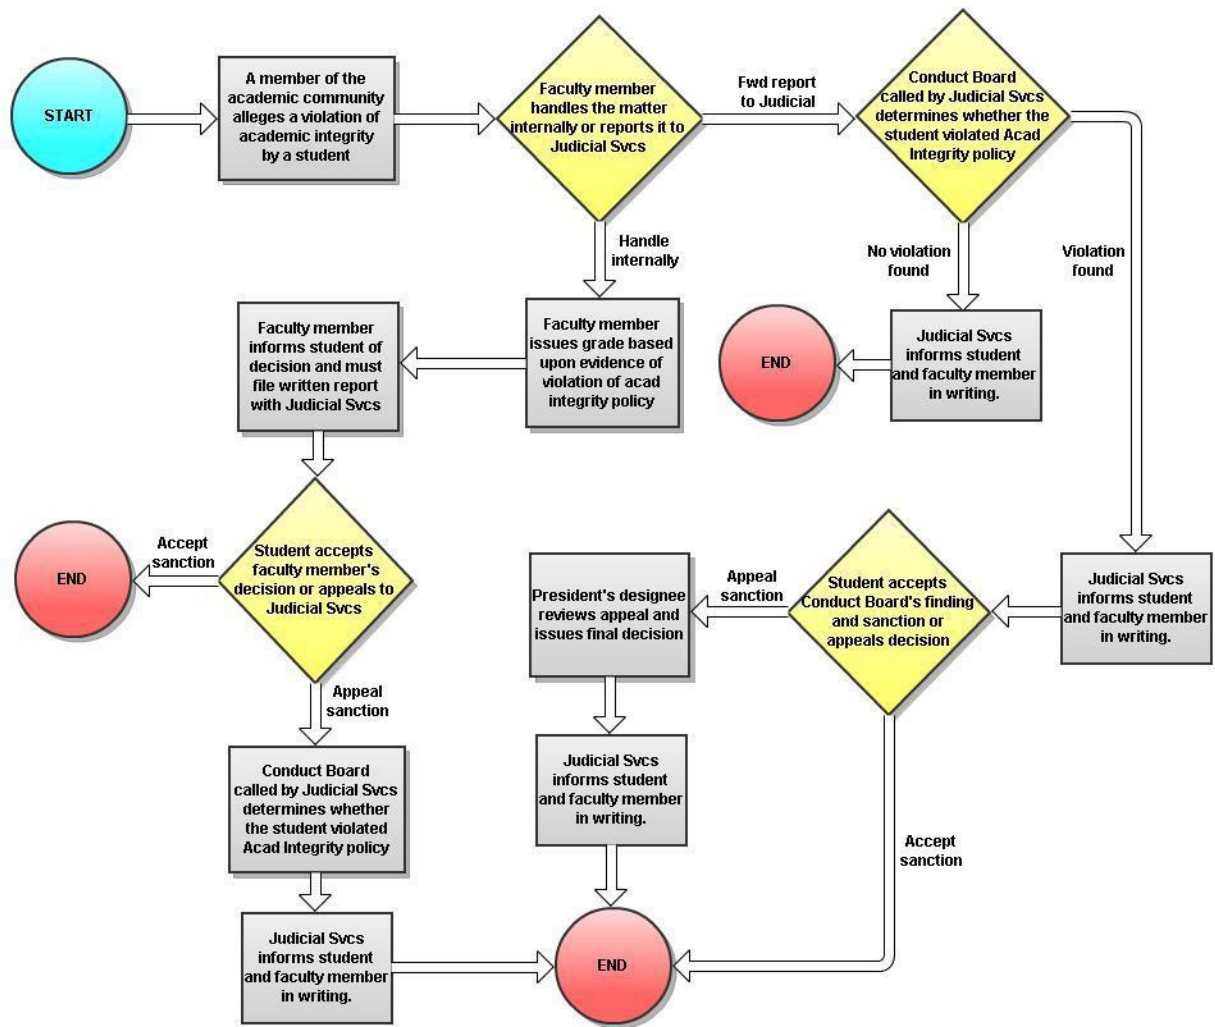 START
A member of the
academic community
alleges a violation of
academic integrity
by a student
Faculty member
handles the matter
internally or reports it to
Judicial Svcs
Fwd report
to Judicial
Conduct Board
called by Judicial Svcs
determines whether the
student violated Acad
Integrity policy
Handle
internally
No violation
found
Violation
found
Faculty member
informs student of
decision and must
file written report
with Judicial Svcs
Faculty member
issues grade based
upon evidence of
violation of acad
integrity policy
END
Judicial Svcs
informs student
and faculty member
in writing.
END
Accept
sanction
Student accepts
faculty member's
decision or appeals to
Judicial Svcs
President's designee
reviews appeal and
issues final decision
Appeal
sanction
Student accepts
Conduct Board's finding
and sanction or
appeals decision
Judicial Svcs
informs student
and faculty member
in writing.
Appeal
sanction
Conduct Board
called by Judicial Svcs
determines whether
the student violated
Acad Integrity policy
Judicial Svcs
informs student
and faculty member
in writing.
Accept
sanction
Judicial Svcs
informs student
and faculty member
in writing.
END